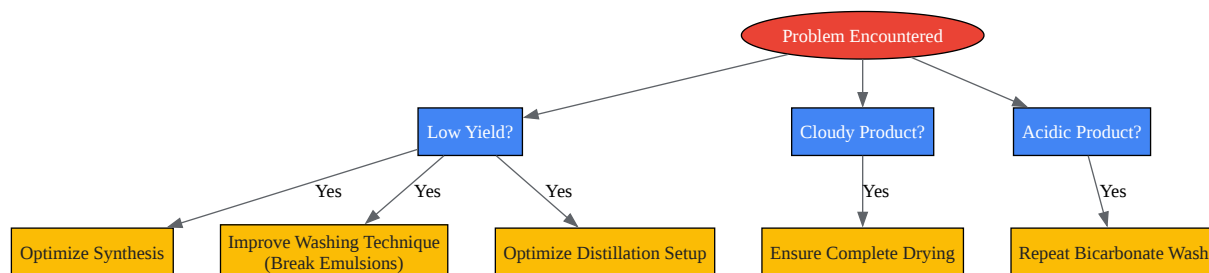 Problem Encountered
Low Yield?
Cloudy Product?
Acidic Product?
Yes
Yes
Yes
Yes
Yes
Optimize Synthesis
Improve Washing Technique
(Break Emulsions)
Optimize Distillation Setup
Ensure Complete Drying
Repeat Bicarbonate Wash